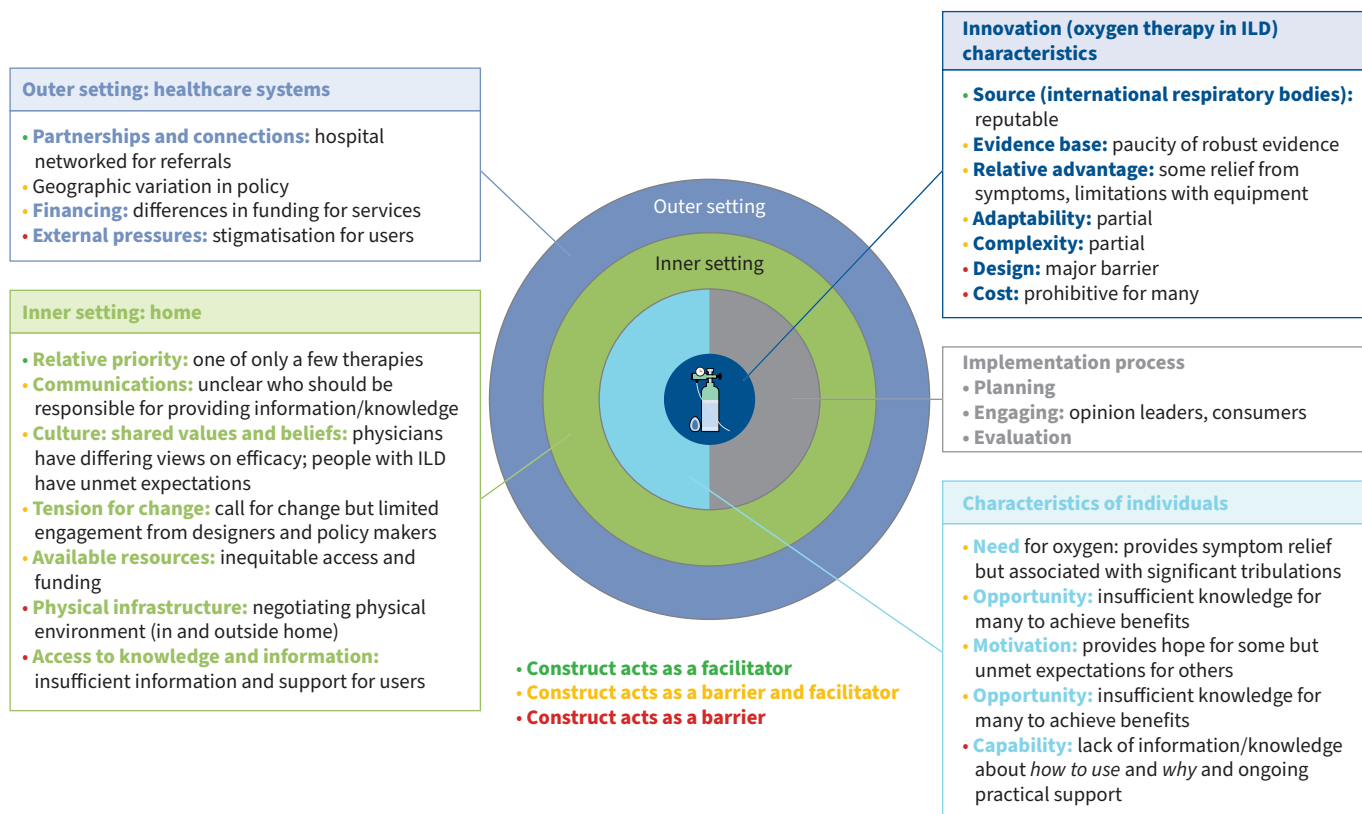 Outer setting: healthcare systems
• Partnerships and connections: hospital
networked for referrals
• Geographic variation in policy
• Financing: differences in funding for services
• External pressures: stigmatisation for users
Inner setting: home
• Relative priority: one of only a few therapies
• Communications: unclear who should be
responsible for providing information/knowledge
• Culture: shared values and beliefs: physicians
have differing views on efficacy; people with ILD
have unmet expectations
• Tension for change: call for change but limited
engagement from designers and policy makers
• Available resources: inequitable access and
funding
• Physical infrastructure: negotiating physical
environment (in and outside home)
• Access to knowledge and information:
insufficient information and support for users
Outer setting
Inner setting
• Construct acts as a facilitator
• Construct acts as a barrier and facilitator
• Construct acts as a barrier
Innovation (oxygen therapy in ILD)
characteristics
• Source (international respiratory bodies):
reputable
• Evidence base: paucity of robust evidence
• Relative advantage: some relief from
symptoms, limitations with equipment
• Adaptability: partial
• Complexity: partial
• Design: major barrier
• Cost: prohibitive for many
Implementation process
• Planning
• Engaging: opinion leaders, consumers
• Evaluation
Characteristics of individuals
• Need for oxygen: provides symptom relief
but associated with significant tribulations
• Opportunity: insufficient knowledge for
many to achieve benefits
• Motivation: provides hope for some but
unmet expectations for others
• Opportunity: insufficient knowledge for
many to achieve benefits
• Capability: lack of information/knowledge
about how to use and why and ongoing
practical support